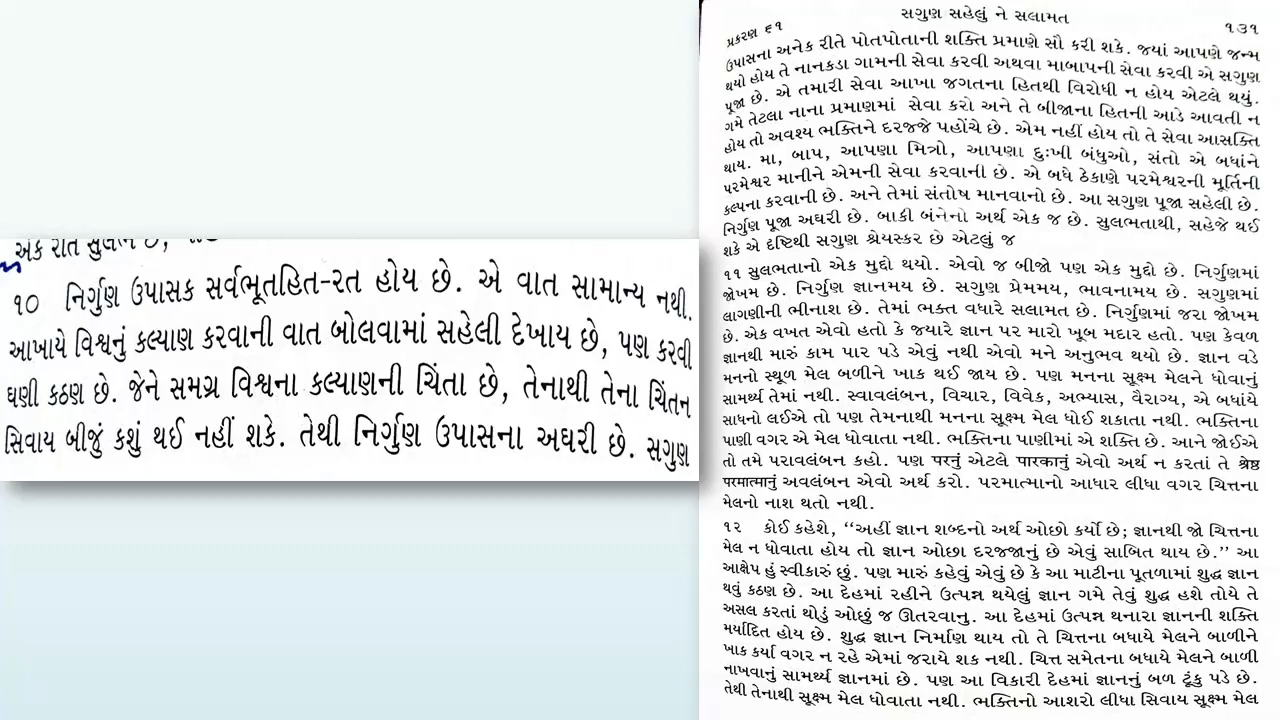 ૧૦ નિર્ગુણ ઉપાસક સર્વભૂતહિત-રત હોય છે. એ વાત સામાન્ય નથી.
આખાયે વિશ્વનું કલ્યાણ કરવાની વાત બોલવામાં સહેલી દેખાય છે, પણ કરવી
ઘણી કઠણ છે. જેને સમગ્ર વિશ્વના કલ્યાણની ચિંતા છે, તેનાથી તેના ચિંતન
સિવાય બીજું કશું થઈ નહીં શકે. તેથી નિર્ગુણ ઉપાસના અઘરી છે. સગુણ
સગુણ સહેલું ને સલામત
૧૩૧
પ્રકરણ ૬૧
ઉપાસના અનેક રીતે પોતપોતાની શક્તિ પ્રમાણે સૌ કરી શકે. જ્યાં આપણે જન્મ
થયો હોય તે નાનકડા ગામની સેવા કરવી અથવા માબાપની સેવા કરવી એ સગુણ
પૂજા છે. એ તમારી સેવા આખા જગતના હિતથી વિરોધી ન હોય એટલે થયું.
ગમે તેટલા નાના પ્રમાણમાં સેવા કરો અને તે બીજાના હિતની આડે આવતી ન
હોય તો અવશ્ય ભક્તિને દરજ્જે પહોંચે છે. એમ નહીં હોય તો તે સેવા આસક્તિ
થાય. મા, બાપ, આપણા મિત્રો, આપણા દુઃખી બંધુઓ, સંતો એ બધાંને
પરમેશ્વર માનીને એમની સેવા કરવાની છે. એ બધે ઠેકાણે પરમેશ્વરની મૂર્તિની
કલ્પના કરવાની છે. અને તેમાં સંતોષ માનવાનો છે. આ સગુણ પૂજા સહેલી છે.
નિર્ગુણ પૂજા અઘરી છે. બાકી બંનેનો અર્થ એક જ છે. સુલભતાથી, સહેજે થઈ
શકે એ દૃષ્ટિથી સગુણ શ્રેયસ્કર છે એટલું જ
૧૧ સુલભતાનો એક મુદ્દો થયો. એવો જ બીજો પણ એક મુદ્દો છે. નિર્ગુણમાં
જોખમ છે. નિર્ગુણ જ્ઞાનમય છે. સગુણ પ્રેમમય, ભાવનામય છે. સગુણમાં
લાગણીની ભીનાશ છે. તેમાં ભક્ત વધારે સલામત છે. નિર્ગુણમાં જરા જોખમ
છે. એક વખત એવો હતો કે જ્યારે જ્ઞાન પર મારો ખૂબ મદાર હતો. પણ કેવળ
જ્ઞાનથી મારું કામ પાર પડે એવું નથી એવો મને અનુભવ થયો છે. જ્ઞાન વડે
મનનો સ્થૂળ મેલ બળીને ખાક થઈ જાય છે. પણ મનના સૂક્ષ્મ મેલને ધોવાનું
સામર્થ્ય તેમાં નથી. સ્વાવલંબન, વિચાર, વિવેક, અભ્યાસ, વૈરાગ્ય, એ બધાંયે
સાધનો લઈએ તો પણ તેમનાથી મનના સૂક્ષ્મ મેલ ધોઈ શકાતા નથી. ભક્તિના
પાણી વગર એ મેલ ધોવાતા નથી. ભક્તિના પાણીમાં એ શક્તિ છે. આને જોઈએ
તો તમે પરાવલંબન કહો. પણ પરનું એટલે પારકાનું એવો અર્થ ન કરતાં તે શ્રેષ્ઠ
પરમાત્માનું અવલંબન એવો અર્થ કરો. પરમાત્માનો આધાર લીધા વગર ચિત્તના
મેલનો નાશ થતો નથી.
૧૨ કોઈ કહેશે, “અહીં જ્ઞાન શબ્દનો અર્થ ઓછો કર્યો છે; જ્ઞાનથી જો ચિત્તના
મેલ ન ધોવાતા હોય તો જ્ઞાન ઓછા દરજ્જાનું છે એવું સાબિત થાય છે.” આ
આક્ષેપ હું સ્વીકારું છું. પણ મારું કહેવું એવું છે કે આ માટીના પૂતળામાં શુદ્ધ જ્ઞાન
થવું કઠણ છે. આ દેહમાં રહીને ઉત્પન્ન થયેલું જ્ઞાન ગમે તેવું શુદ્ધ હશે તોયે તે
અસલ કરતાં થોડું ઓછું જ ઊતરવાનુ. આ દેહમાં ઉત્પન્ન થનારા જ્ઞાનની શક્તિ
મર્યાદિત હોય છે. શુદ્ધ જ્ઞાન નિર્માણ થાય તો તે ચિત્તના બધાયે મેલને બાળીને
ખાક કર્યા વગર ન રહે એમાં જરાયે શક નથી. ચિત્ત સમેતના બધાયે મેલને બાળી
નાખવાનું સામર્થ્ય જ્ઞાનમાં છે. પણ આ વિકારી દેહમાં જ્ઞાનનું બળ ટૂંકુ પડે છે.
તેથી તેનાથી સૂક્ષ્મ મેલ ધોવાતા નથી. ભક્તિનો આશરો લીધા સિવાય સૂક્ષ્મ મેલ